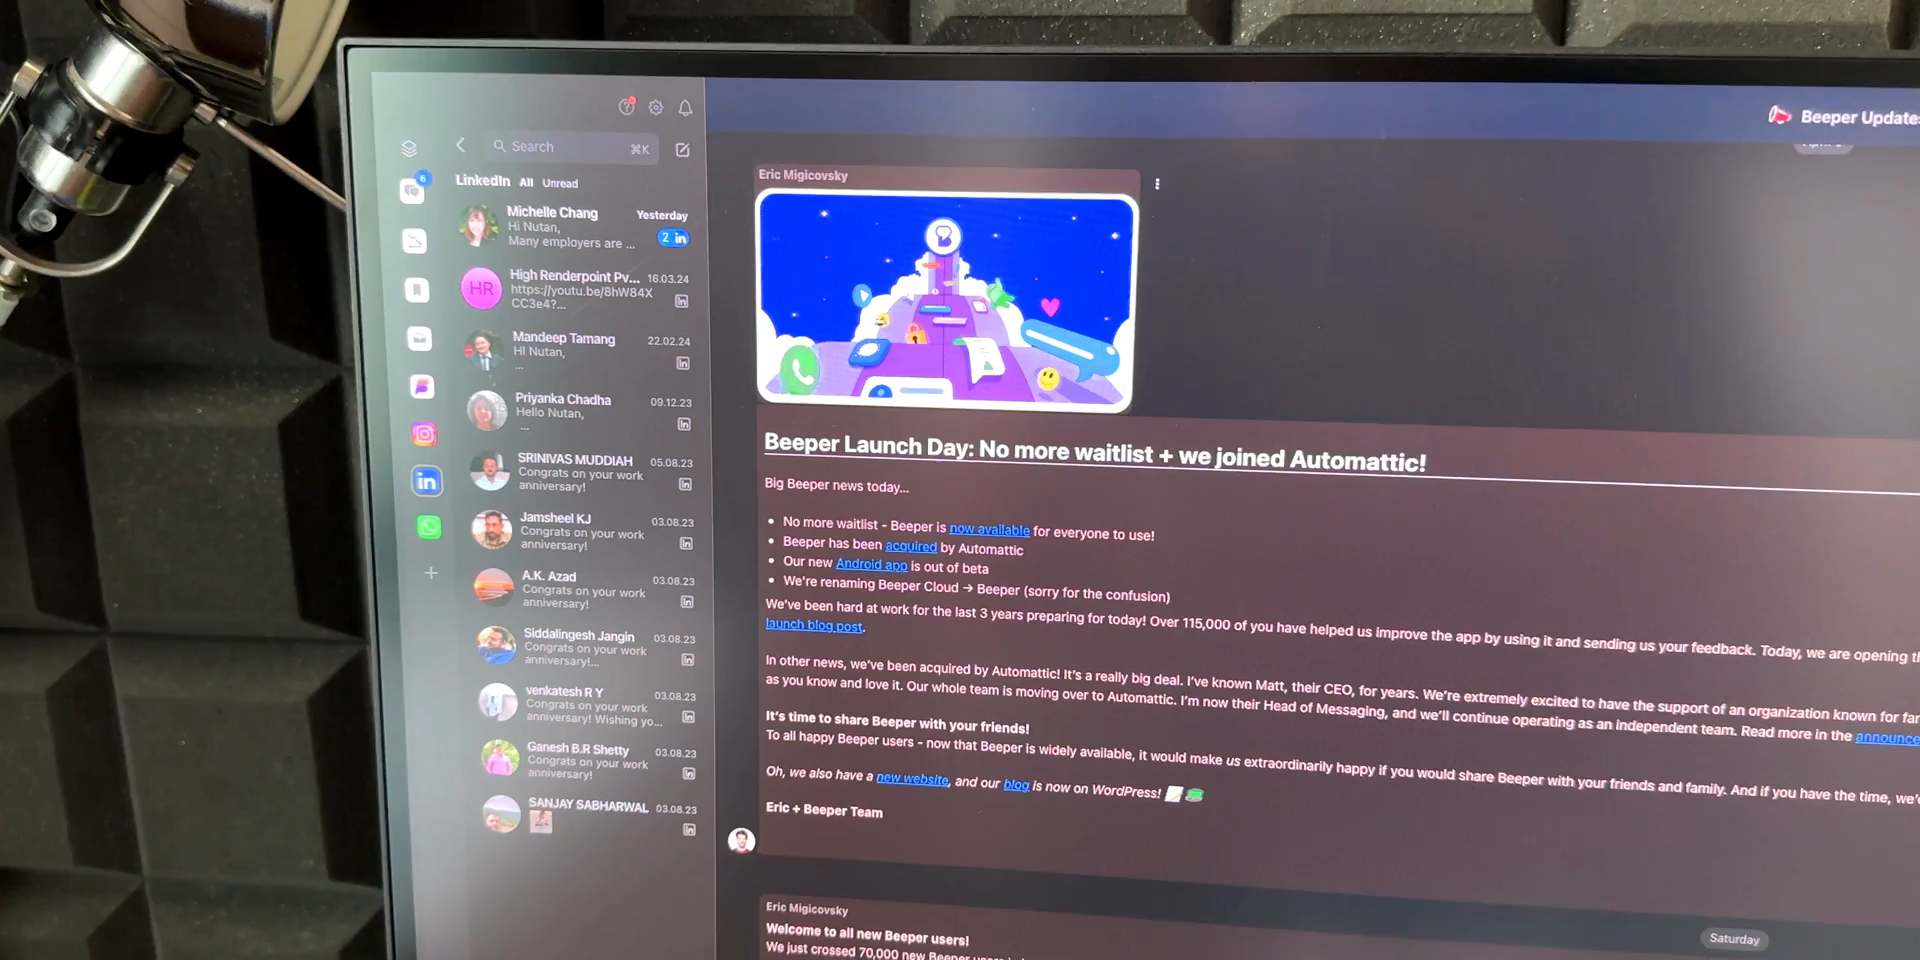 Search ⌘K
LinkedIn All Unread
6
Michelle Chang Yesterday
Hi Nutan,
Many employers are ... 2 in
HR
High Renderpoint Pv... 16.03.24
https://youtu.be/8hW84X
CC3e4?...
Mandeep Tamang 22.02.24
HI Nutan,
...
Priyanka Chadha 09.12.23
Hello Nutan,
...
SRINIVAS MUDDIAH 05.08.23
Congrats on your work
anniversary!
Jamsheel KJ 03.08.23
Congrats on your work
anniversary!
A.K. Azad 03.08.23
Congrats on your work
anniversary!
Siddalingesh Jangin 03.08.23
Congrats on your work
anniversary!...
venkatesh R Y 03.08.23
Congrats on your work
anniversary! Wishing yo...
Ganesh B.R Shetty 03.08.23
Congrats on your work
anniversary!
SANJAY SABHARWAL 03.08.23
Beeper Updates
Eric Migicovsky
Beeper Launch Day: No more waitlist + we joined Automattic!
Big Beeper news today...
• No more waitlist - Beeper is now available for everyone to use!
• Beeper has been acquired by Automattic
• Our new Android app is out of beta
• We're renaming Beeper Cloud → Beeper (sorry for the confusion)
We've been hard at work for the last 3 years preparing for today! Over 115,000 of you have helped us improve the app by using it and sending us your feedback. Today, we are opening
launch blog post.
In other news, we've been acquired by Automattic! It's a really big deal. I've known Matt, their CEO, for years. We're extremely excited to have the support of an organization known for
as you know and love it. Our whole team is moving over to Automattic. I'm now their Head of Messaging, and we'll continue operating as an independent team. Read more in the announce
It's time to share Beeper with your friends!
To all happy Beeper users - now that Beeper is widely available, it would make us extraordinarily happy if you would share Beeper with your friends and family. And if you have the time, we'
Oh, we also have a new website, and our blog is now on WordPress! 📝 
Eric + Beeper Team
Saturday
Eric Migicovsky
Welcome to all new Beeper users!
We just crossed 70,000 new Beeper